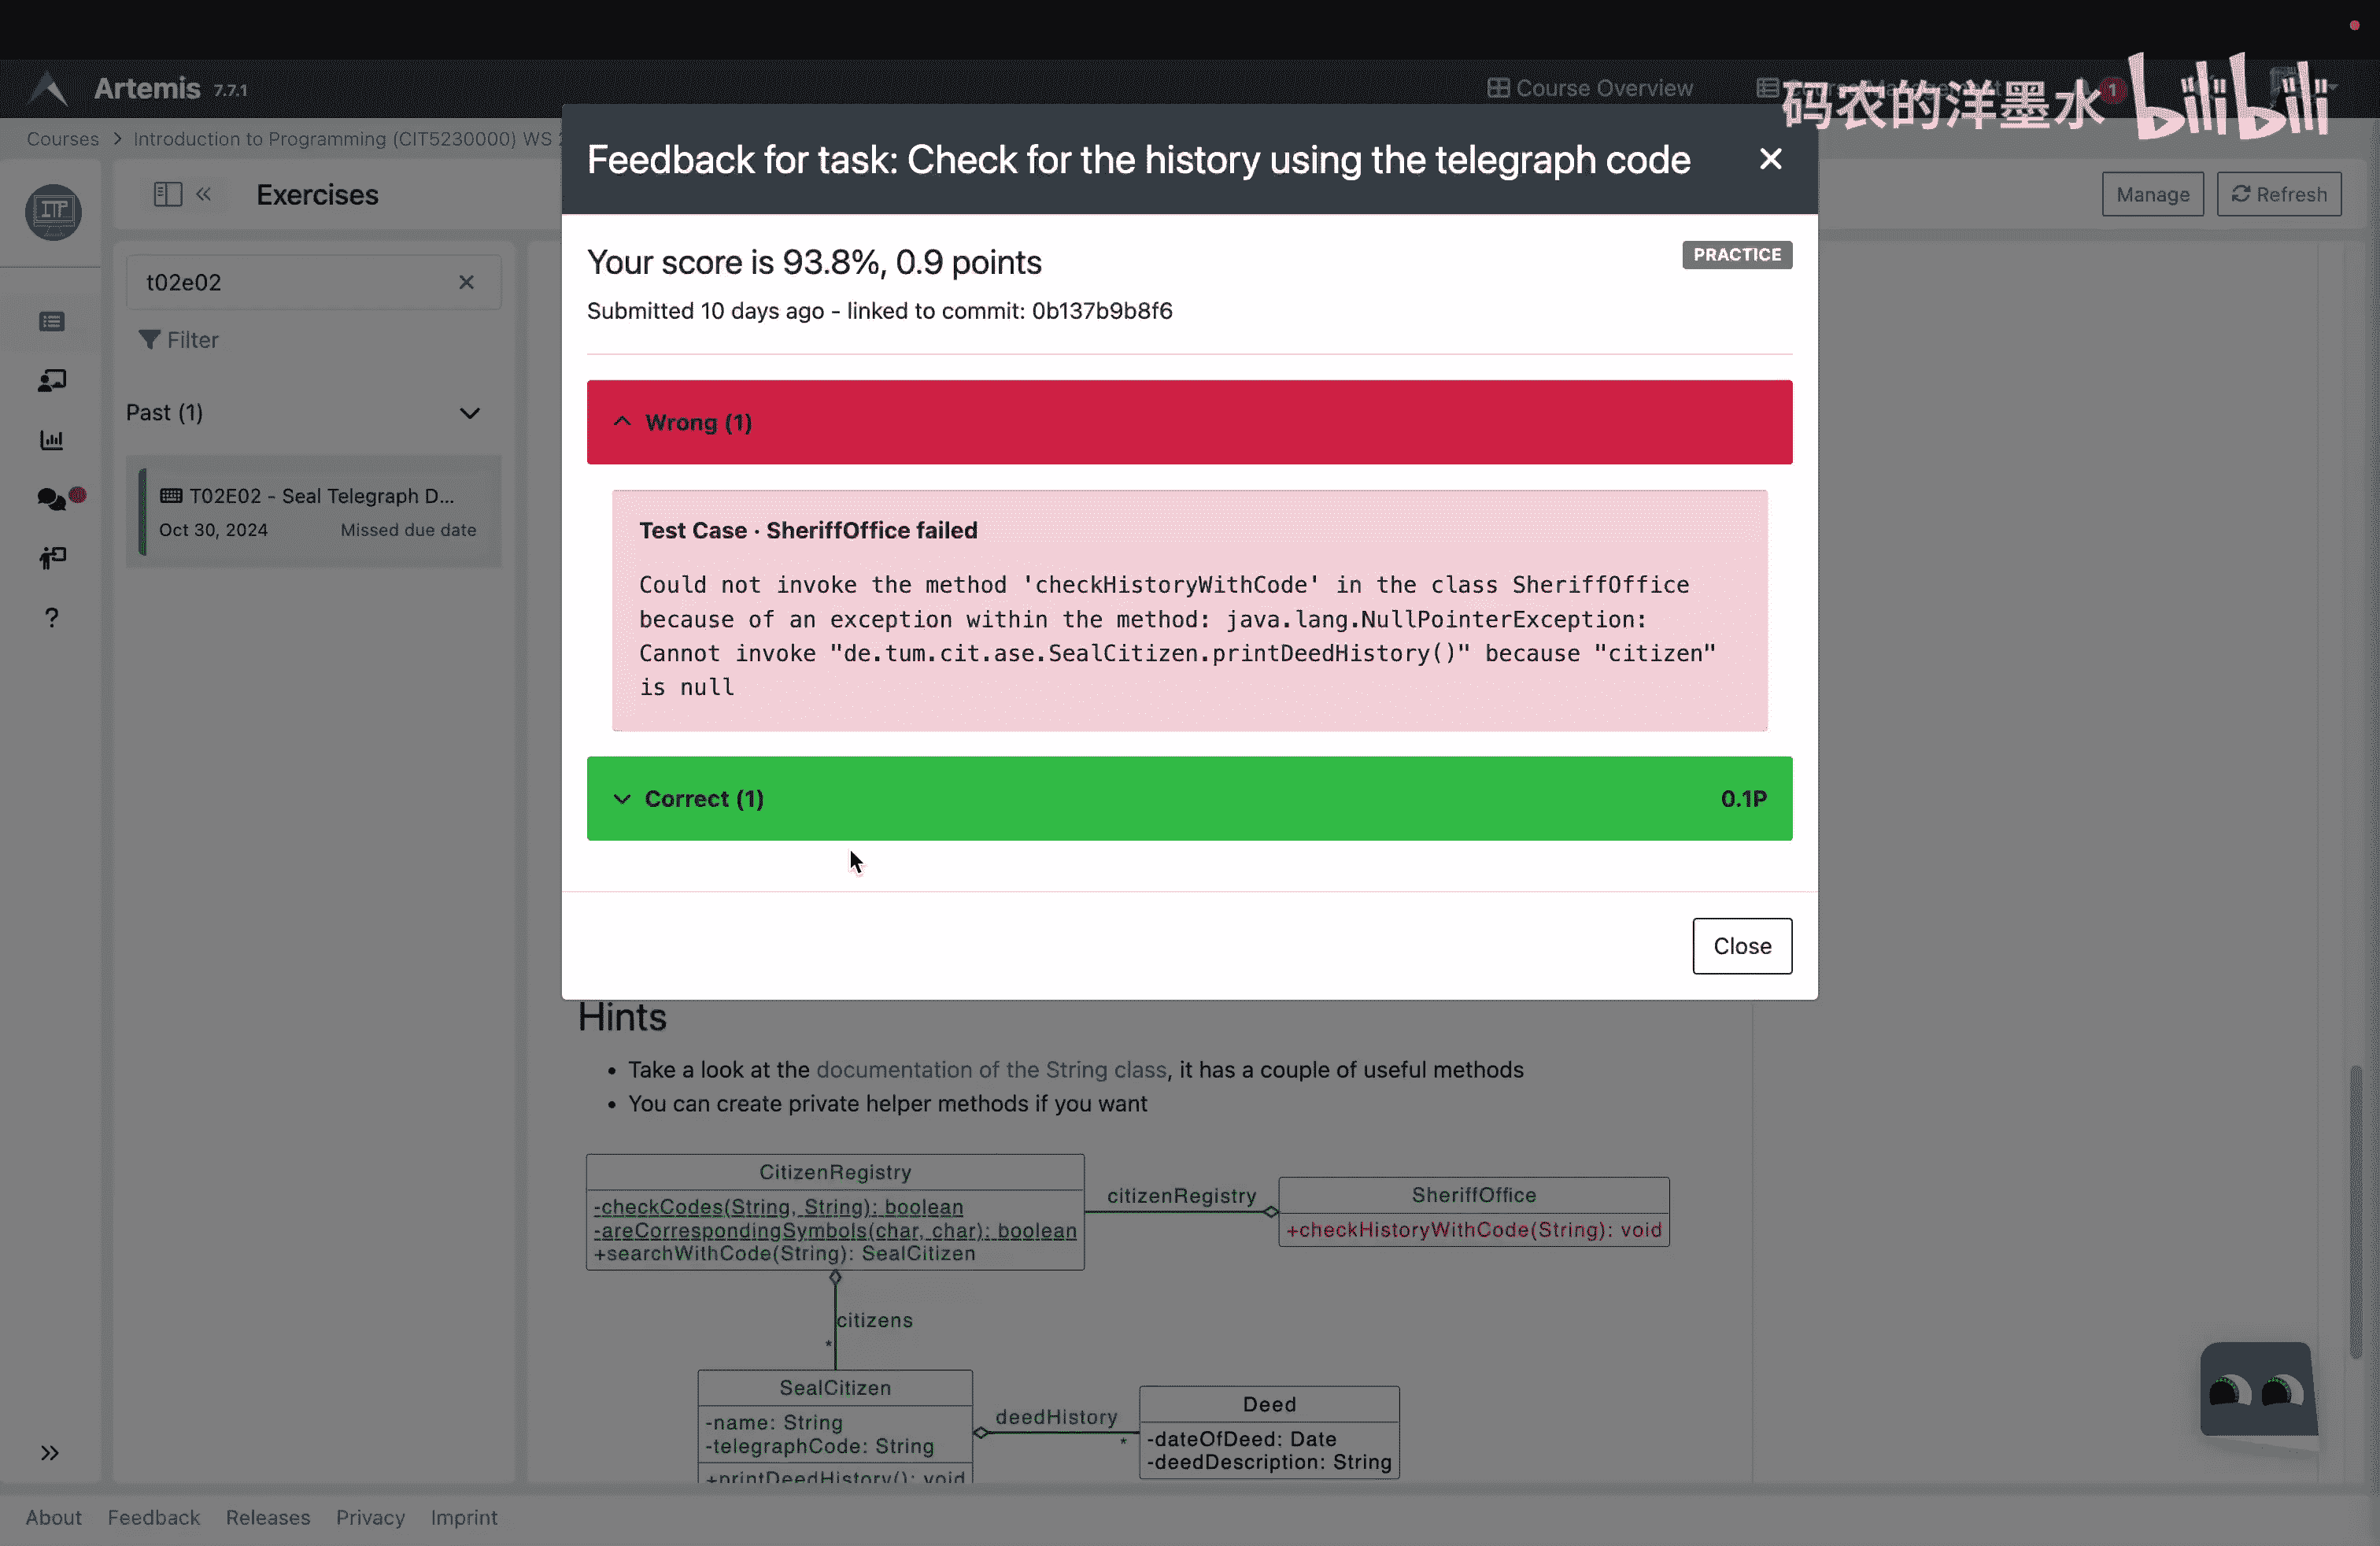 Artemis 7.7.1
Course Overview
码农的洋墨水 bilibili
1
Courses > Introduction to Programming (CIT5230000) WS
ITP
Exercises
Manage
Refresh
t02e02
Filter
Past (1)
T02E02 - Seal Telegraph D...
Oct 30, 2024 Missed due date
Feedback for task: Check for the history using the telegraph code
Your score is 93.8%, 0.9 points
PRACTICE
Submitted 10 days ago - linked to commit: 0b137b9b8f6
Wrong (1)
Test Case · SheriffOffice failed
Could not invoke the method 'checkHistoryWithCode' in the class SheriffOffice
because of an exception within the method: java.lang.NullPointerException:
Cannot invoke "de.tum.cit.ase.SealCitizen.printDeedHistory()" because "citizen"
is null
Correct (1) 0.1P
Close
Hints
Take a look at the documentation of the String class, it has a couple of useful methods
You can create private helper methods if you want
CitizenRegistry
-checkCodes(String, String): boolean
-areCorrespondingSymbols(char, char): boolean
+searchWithCode(String): SealCitizen
citizenRegistry
SheriffOffice
+checkHistoryWithCode(String): void
citizens
*
SealCitizen
-name: String
-telegraphCode: String
+printDeedHistory(): void
deedHistory
*
Deed
-dateOfDeed: Date
-deedDescription: String
About Feedback Releases Privacy Imprint